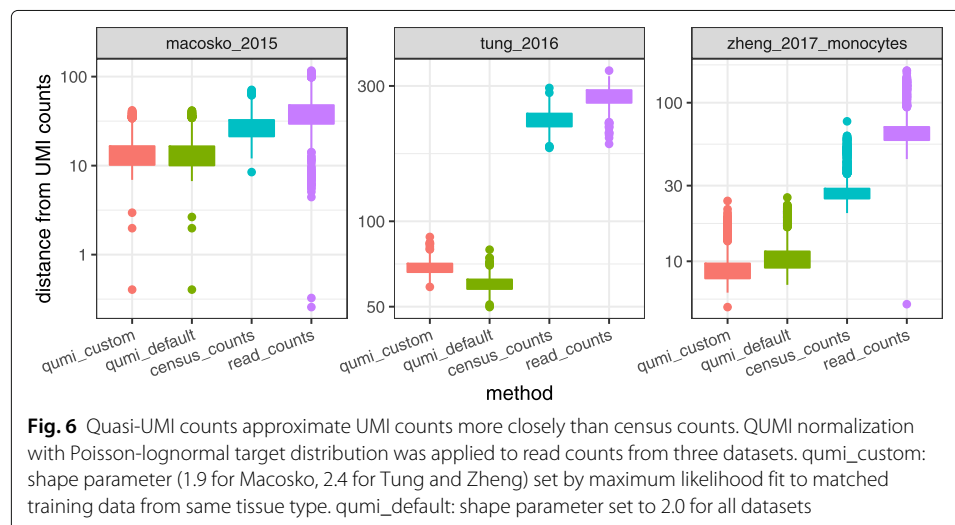 macosko_2015
tung_2016
zheng_2017_monocytes
distance from UMI counts
100
10
1
300
100
50
100
30
10
qumi_custom
qumi_default
census_counts
read_counts
qumi_custom
qumi_default
census_counts
read_counts
qumi_custom
qumi_default
census_counts
read_counts
method
Fig. 6 Quasi-UMI counts approximate UMI counts more closely than census counts. QUMI normalization
with Poisson-lognormal target distribution was applied to read counts from three datasets. qumi_custom:
shape parameter (1.9 for Macosko, 2.4 for Tung and Zheng) set by maximum likelihood fit to matched
training data from same tissue type. qumi_default: shape parameter set to 2.0 for all datasets